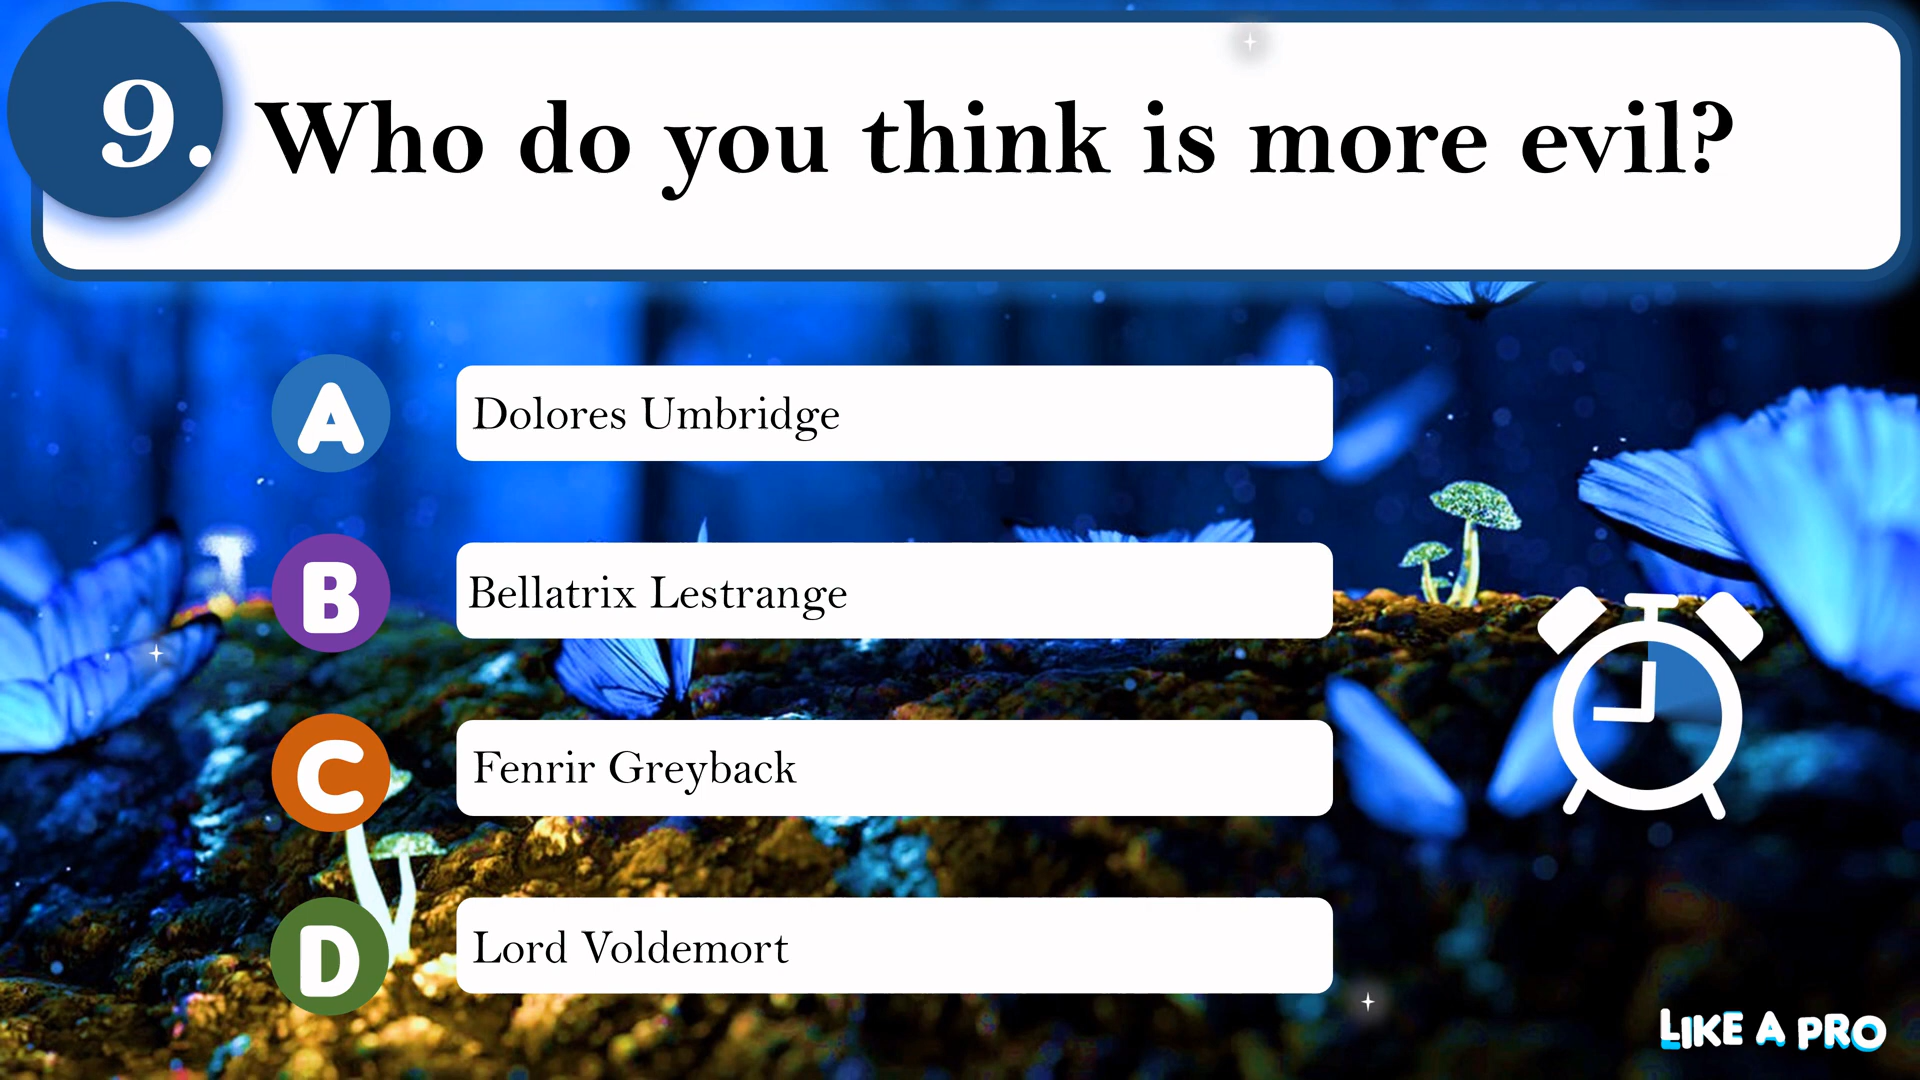 9. Who do you think is more evil?
A Dolores Umbridge
B Bellatrix Lestrange
C Fenrir Greyback
D Lord Voldemort
LIKE A PRO